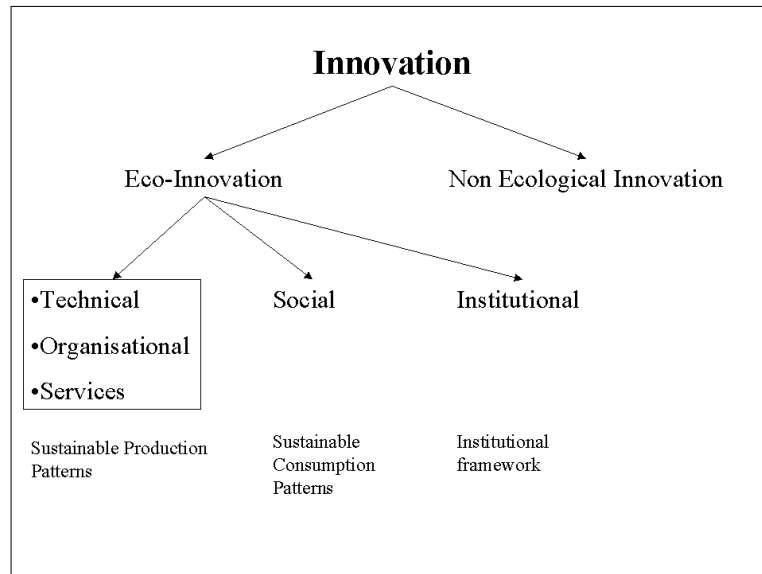 Innovation
Eco-Innovation
Non Ecological Innovation
•Technical
•Organisational
•Services
Social
Institutional
Sustainable Production
Patterns
Sustainable
Consumption
Patterns
Institutional
framework